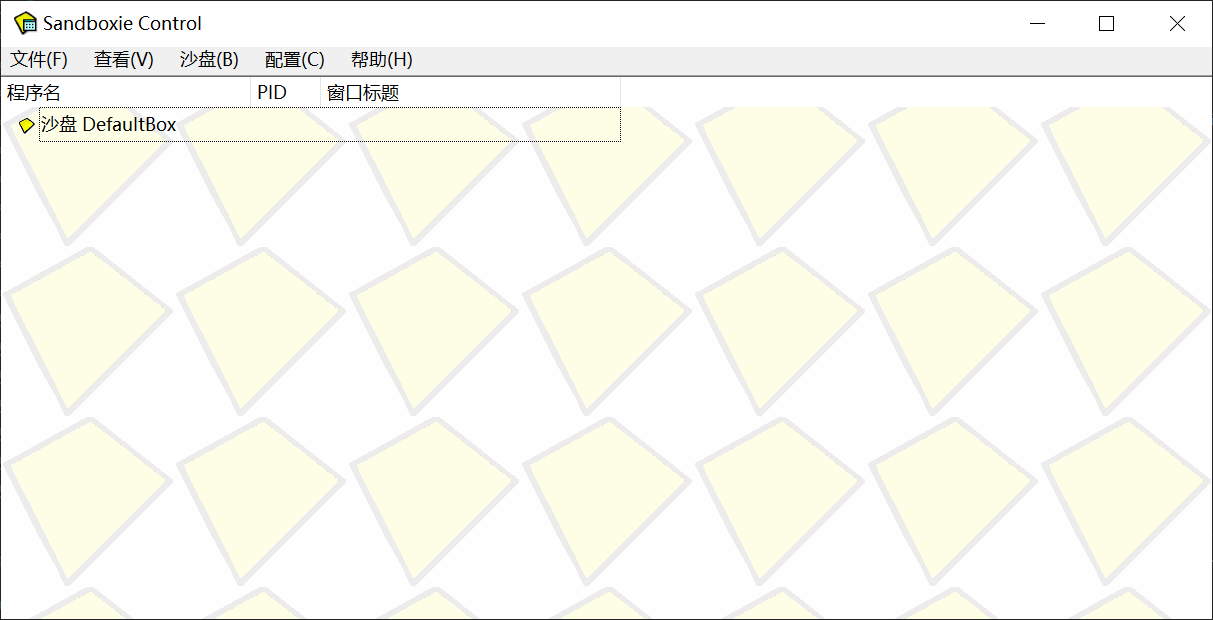 Sandboxie Control
文件(F) 查看(V) 沙盘(B) 配置(C) 帮助(H)
程序名 PID 窗口标题
沙盘 DefaultBox